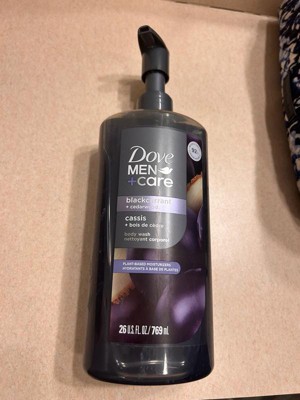 Dove
MEN
+care
blackcurrant
+ cedarwood
cassis
+ bois de cèdre
body wash
nettoyant corporel
PLANT-BASED MOISTURIZERS
HYDRATANTS À BASE DE PLANTES
26 U.S. FL OZ/769 mL